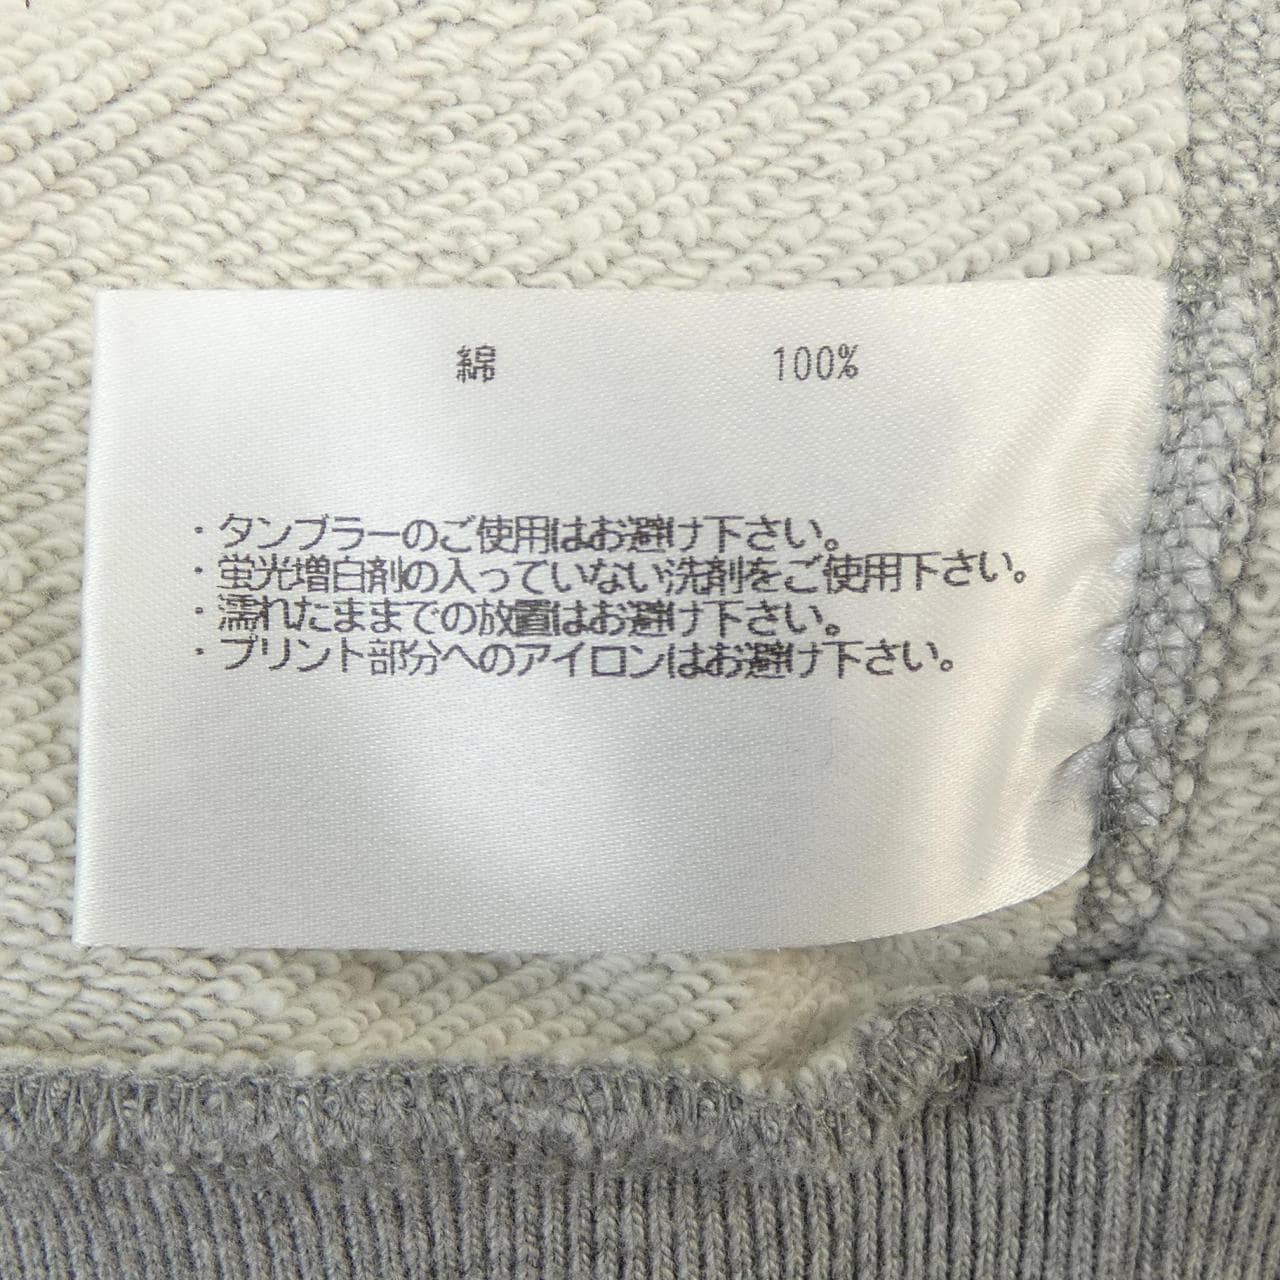 綿 100%
・タンブラーのご使用はお避け下さい。
・蛍光増白剤の入っていない洗剤をご使用下さい。
・濡れたままでの放置はお避け下さい。
・プリント部分へのアイロンはお避け下さい。